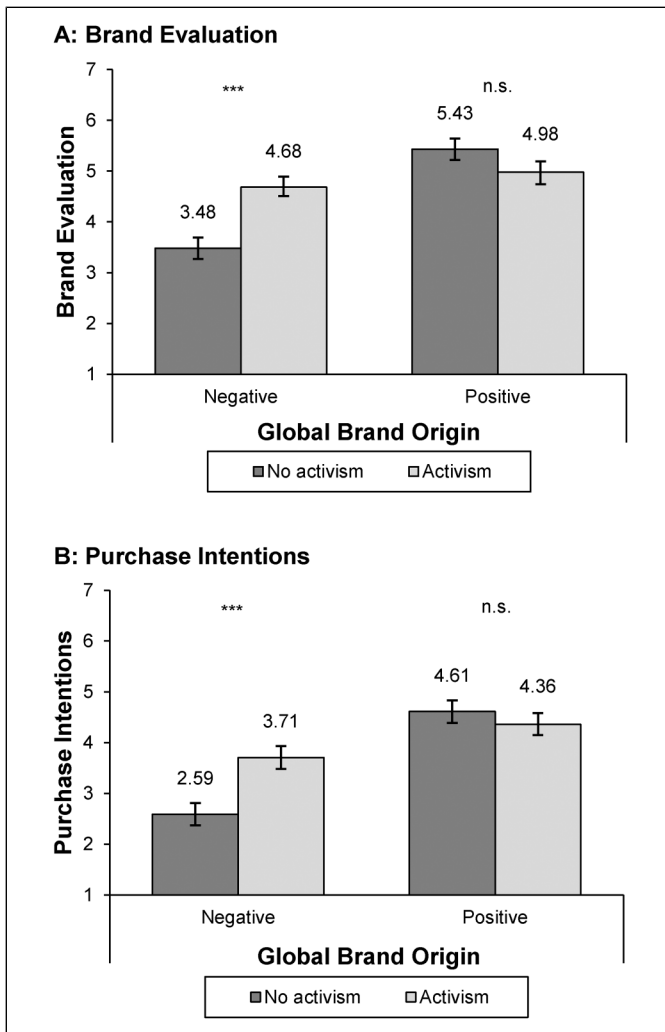 A: Brand Evaluation
7
6
5
4
3
2
1
Brand Evaluation
***
n.s.
3.48
4.68
5.43
4.98
Negative
Positive
Global Brand Origin
No activism
Activism
B: Purchase Intentions
7
6
5
4
3
2
1
Purchase Intentions
***
n.s.
2.59
3.71
4.61
4.36
Negative
Positive
Global Brand Origin
No activism
Activism